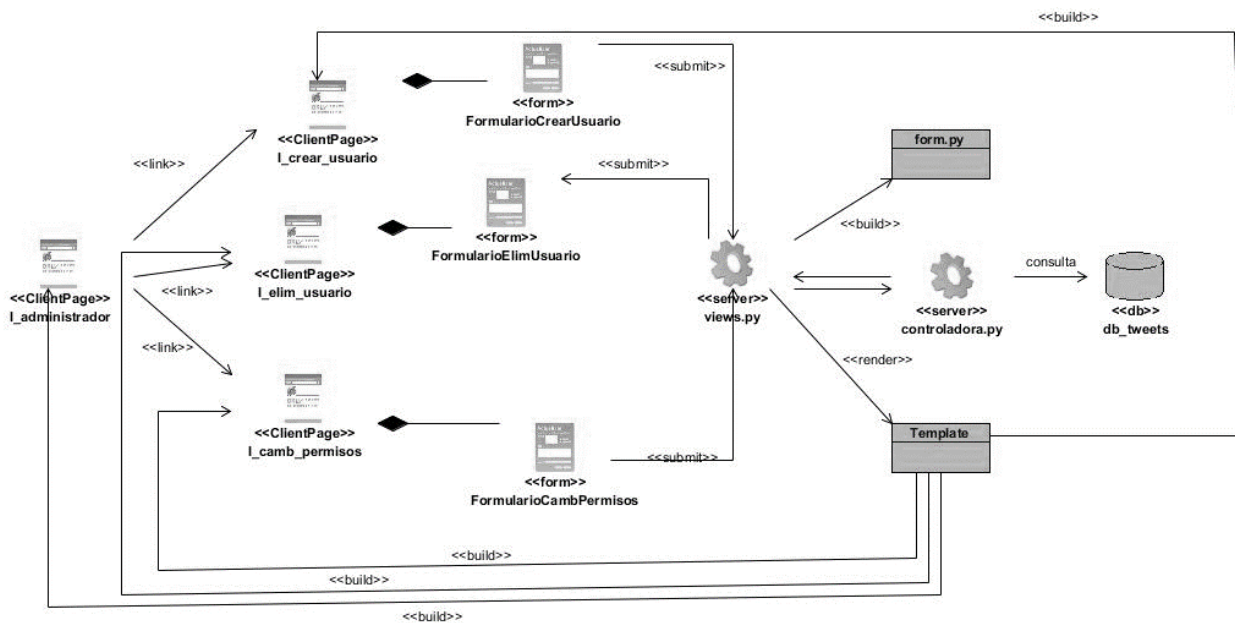 <<build>>
<<submit>>
<<form>>
FormularioCrearUsuario
<<ClientPage>>
I_crear_usuario
<<link>>
form.py
<<submit>>
<<build>>
<<form>>
FormularioElimUsuario
<<ClientPage>>
I_elim_usuario
<<link>>
<<ClientPage>>
I_administrador
<<server>>
views.py
consulta
<<server>>
controladora.py
<<db>>
db_tweets
<<link>>
<<render>>
<<ClientPage>>
I_camb_permisos
Template
<<submit>>
<<form>>
FormularioCambPermisos
<<build>>
<<build>>
<<build>>